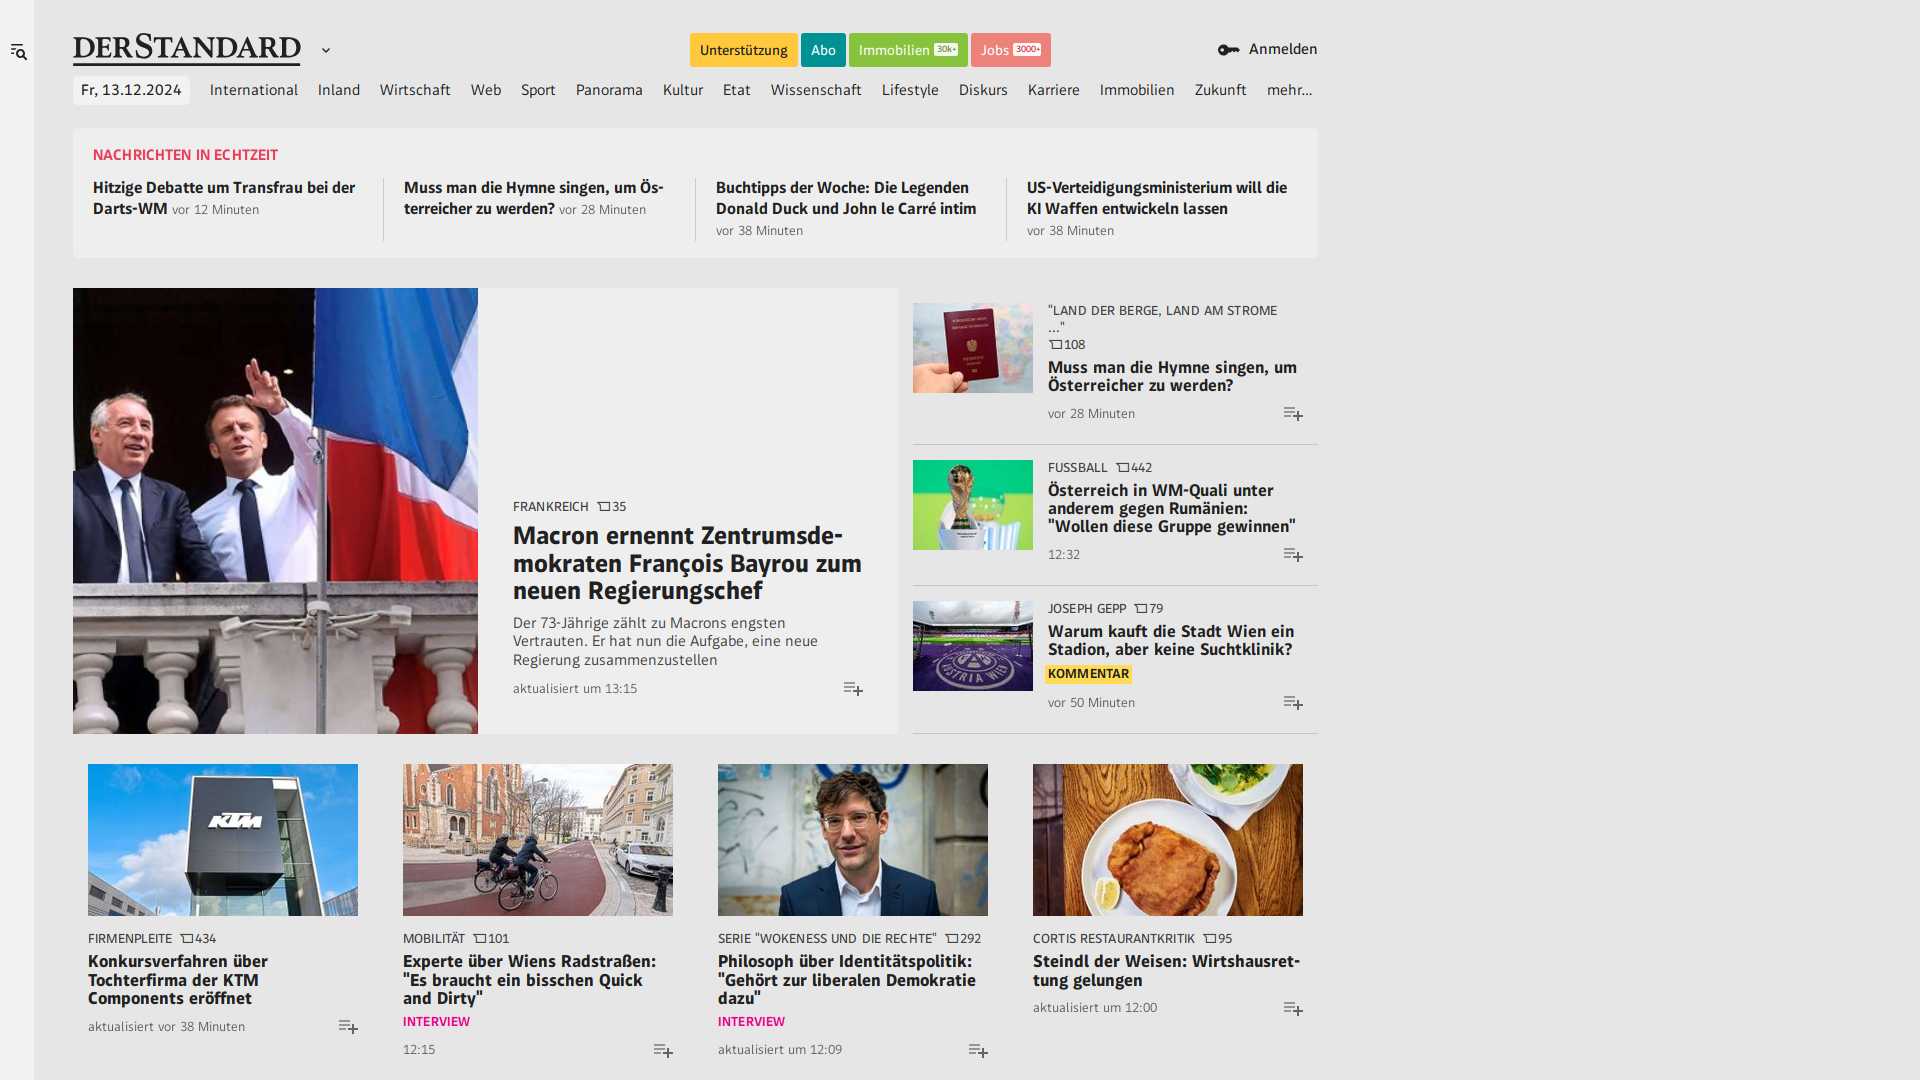 DERSTANDARD
Unterstützung
Abo
Immobilien 30k+
Jobs 3000+
Anmelden
Fr, 13.12.2024
International
Inland
Wirtschaft
Web
Sport
Panorama
Kultur
Etat
Wissenschaft
Lifestyle
Diskurs
Karriere
Immobilien
Zukunft
mehr…
NACHRICHTEN IN ECHTZEIT
Hitzige Debatte um Transfrau bei der
Darts-WM vor 12 Minuten
Muss man die Hymne singen, um Ös-
terreicher zu werden? vor 28 Minuten
Buchtipps der Woche: Die Legenden
Donald Duck und John le Carré intim
vor 38 Minuten
US-Verteidigungsministerium will die
KI Waffen entwickeln lassen
vor 38 Minuten
FRANKREICH 35
Macron ernennt Zentrumsde-
mokraten François Bayrou zum
neuen Regierungschef
Der 73-Jährige zählt zu Macrons engsten
Vertrauten. Er hat nun die Aufgabe, eine neue
Regierung zusammenzustellen
aktualisiert um 13:15
"LAND DER BERGE, LAND AM STROME
..."
108
Muss man die Hymne singen, um
Österreicher zu werden?
vor 28 Minuten
FUSSBALL 442
Österreich in WM-Quali unter
anderem gegen Rumänien:
"Wollen diese Gruppe gewinnen"
12:32
AUSTRIA WIEN
JOSEPH GEPP 79
Warum kauft die Stadt Wien ein
Stadion, aber keine Suchtklinik?
KOMMENTAR
vor 50 Minuten
KTM
FIRMENPLEITE 434
Konkursverfahren über
Tochterfirma der KTM
Components eröffnet
aktualisiert vor 38 Minuten
MOBILITÄT 101
Experte über Wiens Radstraßen:
"Es braucht ein bisschen Quick
and Dirty"
INTERVIEW
12:15
SERIE "WOKENESS UND DIE RECHTE" 292
Philosoph über Identitätspolitik:
"Gehört zur liberalen Demokratie
dazu"
INTERVIEW
aktualisiert um 12:09
CORTIS RESTAURANTKRITIK 95
Steindl der Weisen: Wirtshausret-
tung gelungen
aktualisiert um 12:00